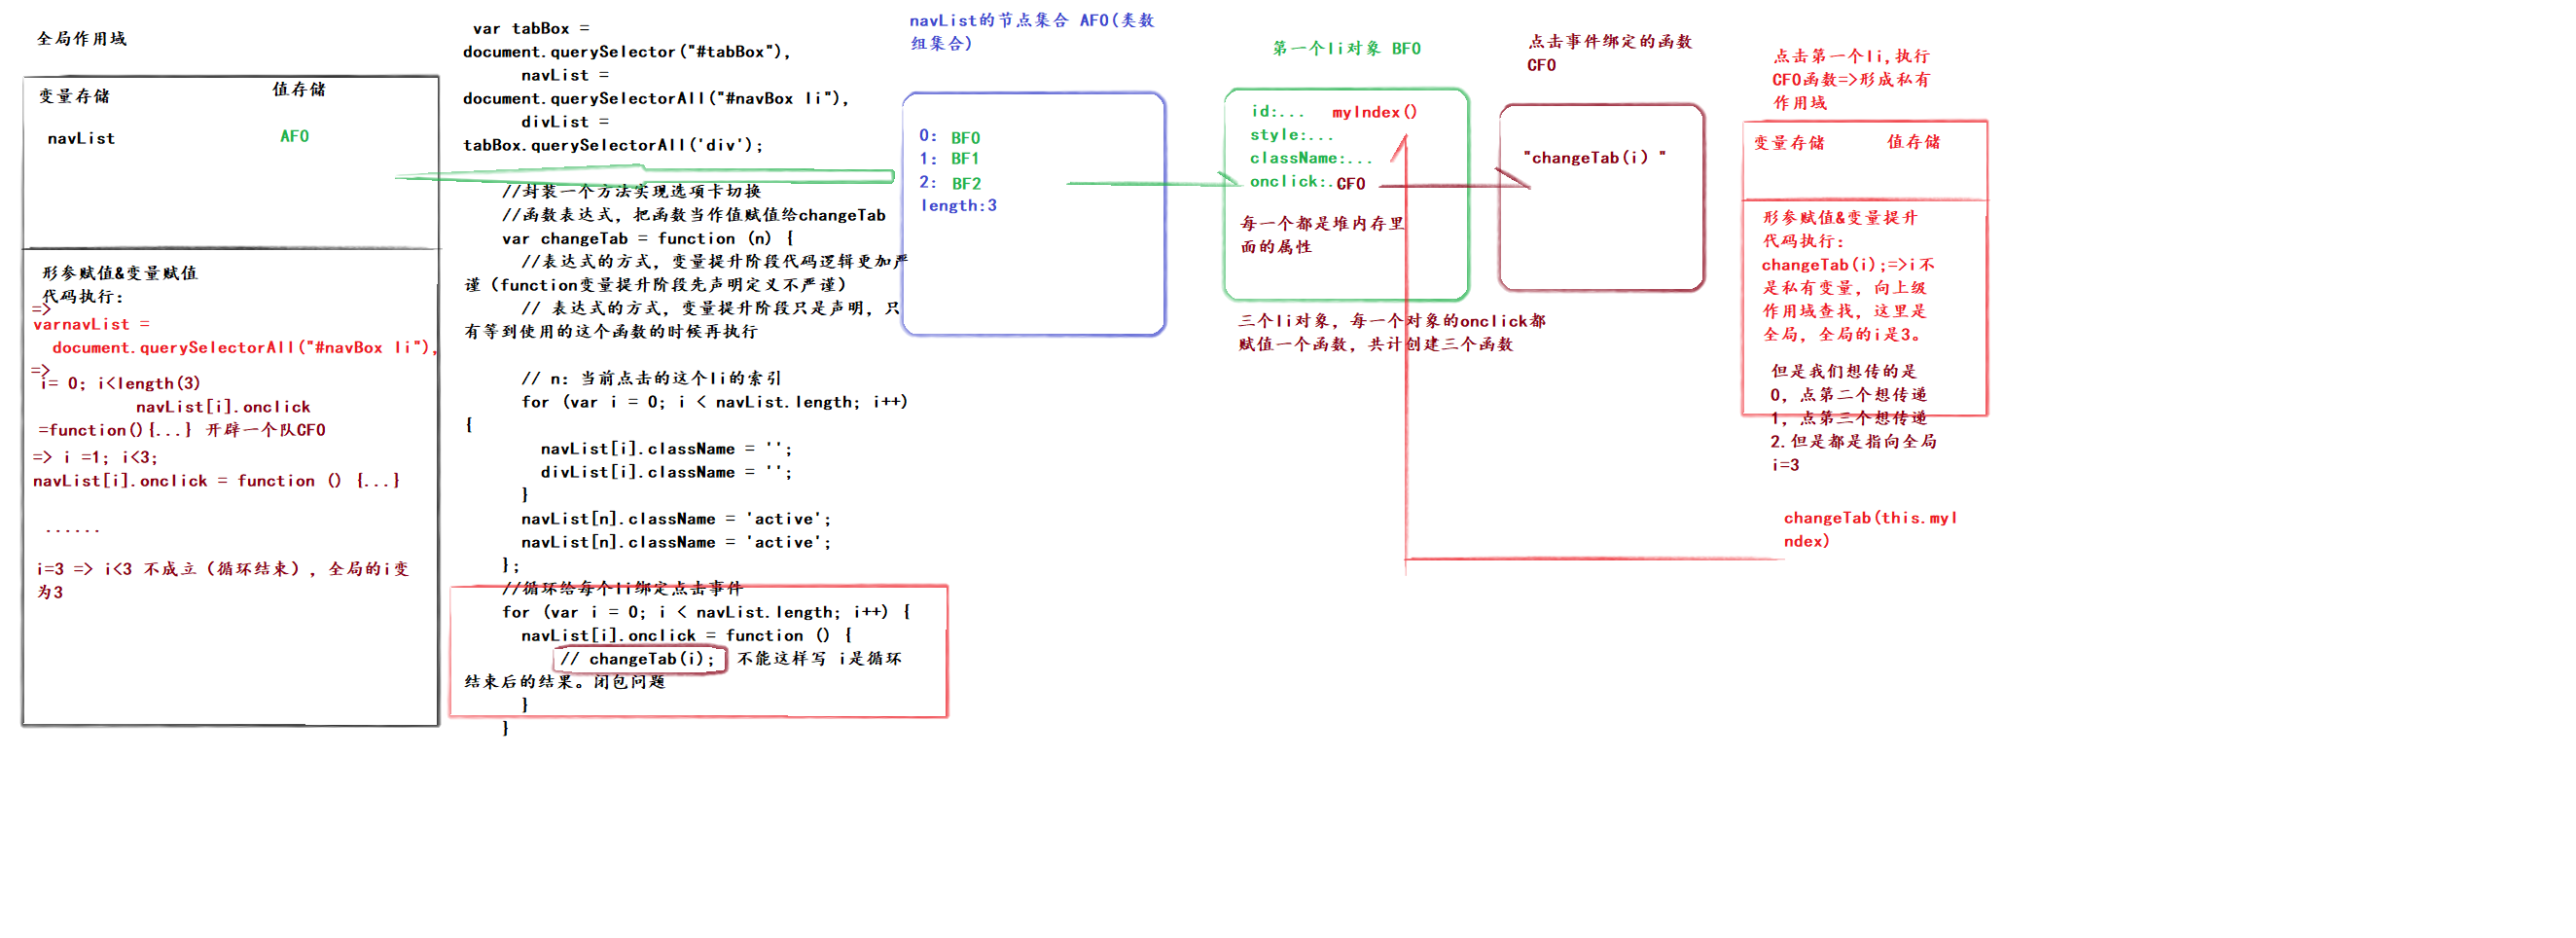 全局作用域
变量存储
值存储
navList
AF0
形参赋值&变量赋值
代码执行：
=>
varnavList =
document.querySelectorAll("#navBox li"),
=>
i= 0; i<length(3)
navList[i].onclick
=function(){...} 开辟一个队CF0
=> i =1; i<3;
navList[i].onclick = function () {...}
......
i=3 => i<3 不成立（循环结束），全局的i变
为3
var tabBox =
document.querySelector("#tabBox"),
navList =
document.querySelectorAll("#navBox li"),
divList =
tabBox.querySelectorAll('div');
//封装一个方法实现选项卡切换
//函数表达式，把函数当作值赋值给changeTab
var changeTab = function (n) {
//表达式的方式，变量提升阶段代码逻辑更加严
谨（function变量提升阶段先声明定义不严谨）
// 表达式的方式，变量提升阶段只是声明，只
有等到使用的这个函数的时候再执行
// n: 当前点击的这个li的索引
for (var i = 0; i < navList.length; i++)
{
navList[i].className = '';
divList[i].className = '';
}
navList[n].className = 'active';
navList[n].className = 'active';
};
//循环给每个li绑定点击事件
for (var i = 0; i < navList.length; i++) {
navList[i].onclick = function () {
// changeTab(i); 不能这样写 i是循环
结束后的结果。闭包问题
}
}
navList的节点集合 AF0(类数
组集合)
0: BF0
1: BF1
2: BF2
length:3
第一个li对象 BF0
id:... myIndex()
style:...
className:...
onclick:.CF0
每一个都是堆内存里
面的属性
三个li对象，每一个对象的onclick都
赋值一个函数，共计创建三个函数
点击事件绑定的函数
CF0
"changeTab(i) "
点击第一个li,执行
CF0函数=>形成私有
作用域
变量存储
值存储
形参赋值&变量提升
代码执行：
changeTab(i);=>i不
是私有变量，向上级
作用域查找，这里是
全局，全局的i是3。
但是我们想传的是
0，点第二个想传递
1，点第三个想传递
2.但是都是指向全局
i=3
changeTab(this.myI
ndex)